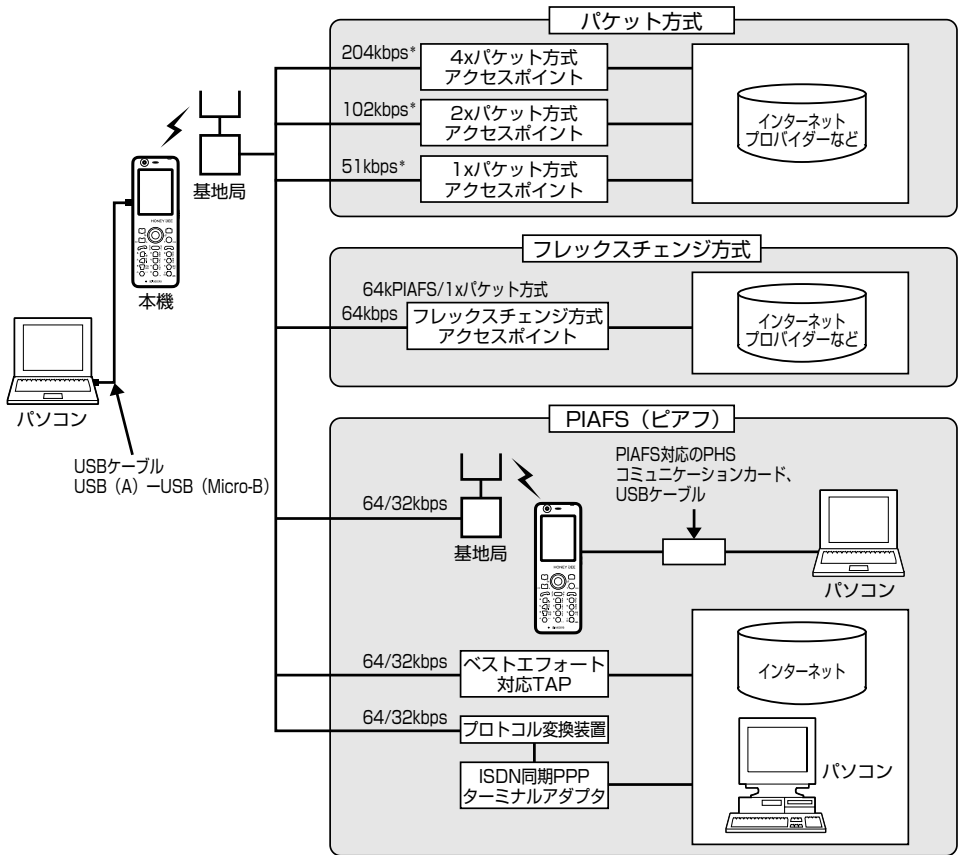 パケット方式
204kbps*
4xパケット方式
アクセスポイント
102kbps*
2xパケット方式
アクセスポイント
51kbps*
1xパケット方式
アクセスポイント
インターネット
プロバイダーなど
基地局
HONEY BEE
本機
パソコン
USBケーブル
USB（A）ーUSB（Micro-B）
フレックスチェンジ方式
64kPIAFS/1xパケット方式
64kbps
フレックスチェンジ方式
アクセスポイント
インターネット
プロバイダーなど
PIAFS（ピアフ）
PIAFS対応のPHS
コミュニケーションカード、
USBケーブル
64/32kbps
基地局
HONEY BEE
パソコン
64/32kbps
ベストエフォート
対応TAP
インターネット
64/32kbps
プロトコル変換装置
ISDN同期PPP
ターミナルアダプタ
パソコン